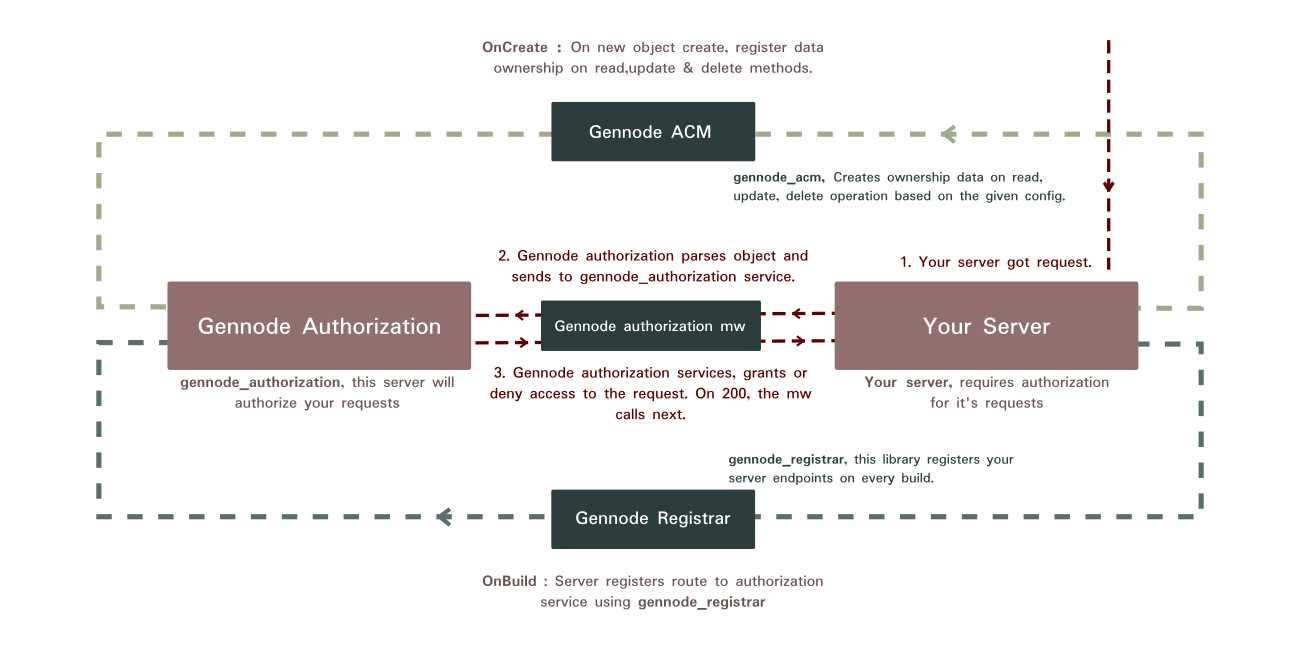 OnCreate : On new object create, register data
ownership on read,update & delete methods.
Gennode ACM
gennode_acm, Creates ownership data on read,
update, delete operation based on the given config.
2. Gennode authorization parses object and
sends to gennode_authorization service.
1. Your server got request.
Gennode Authorization
Gennode authorization mw
Your Server
gennode_authorization, this server will
authorize your requests
3. Gennode authorization services, grants or
deny access to the request. On 200, the mw
calls next.
Your server, requires authorization
for it's requests
gennode_registrar, this library registers your
server endpoints on every build.
Gennode Registrar
OnBuild : Server registers route to authorization
service using gennode_registrar